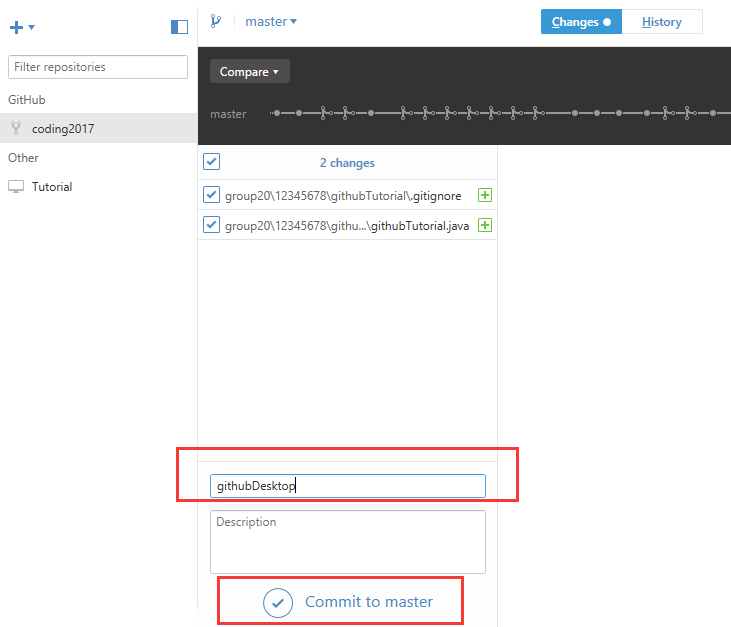 master
Changes
History
Filter repositories
GitHub
coding2017
Other
Tutorial
Compare
master
2 changes
group20\12345678\githubTutorial\.gitignore
group20\12345678\githu...\githubTutorial.java
githubDesktop
Description
Commit to master